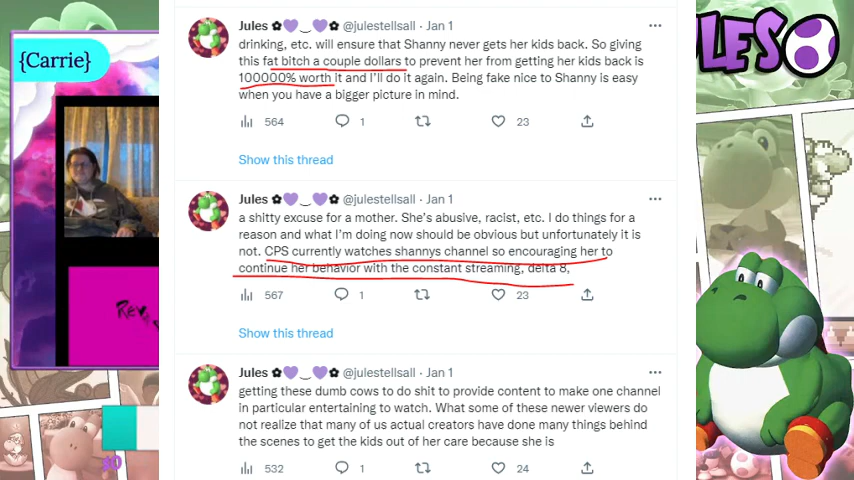 {Carrie}
Jules ✿💜‿💜✿ @julestellsall · Jan 1
drinking, etc. will ensure that Shanny never gets her kids back. So giving
this fat bitch a couple dollars to prevent her from getting her kids back is
100000% worth it and I'll do it again. Being fake nice to Shanny is easy
when you have a bigger picture in mind.
564 1 23
Show this thread
Jules ✿💜‿💜✿ @julestellsall · Jan 1
a shitty excuse for a mother. She's abusive, racist, etc. I do things for a
reason and what I'm doing now should be obvious but unfortunately it is
not. CPS currently watches shannys channel so encouraging her to
continue her behavior with the constant streaming, delta 8,
567 1 23
Show this thread
Jules ✿💜‿💜✿ @julestellsall · Jan 1
getting these dumb cows to do shit to provide content to make one channel
in particular entertaining to watch. What some of these newer viewers do
not realize that many of us actual creators have done many things behind
the scenes to get the kids out of her care because she is
532 1 24